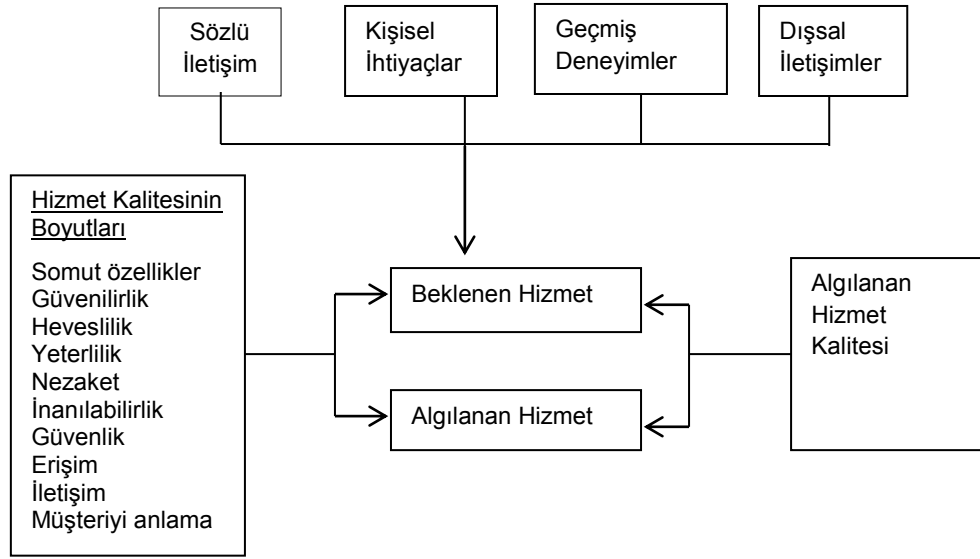 Sözlü
İletişim
Kişisel
İhtiyaçlar
Geçmiş
Deneyimler
Dışsal
İletişimler
Hizmet Kalitesinin
Boyutları
Somut özellikler
Güvenilirlik
Heveslilik
Yeterlilik
Nezaket
İnanılabilirlik
Güvenlik
Erişim
İletişim
Müşteriyi anlama
Beklenen Hizmet
Algılanan Hizmet
Algılanan
Hizmet
Kalitesi